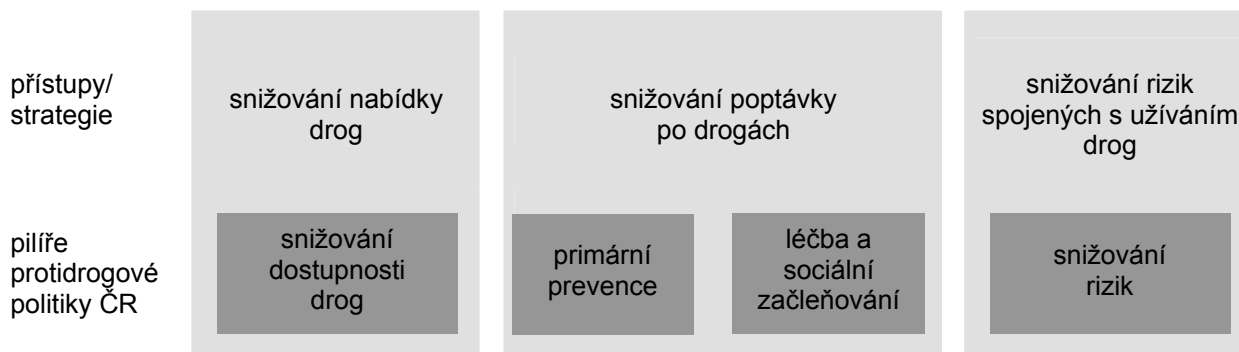 přístupy/
strategie
snižování nabídky
drog
snižování poptávky
po drogách
snižování rizik
spojených s užíváním
drog
pilíře
protidrogové
politiky ČR
snižování
dostupnosti
drog
primární
prevence
léčba a
sociální
začleňování
snižování
rizik